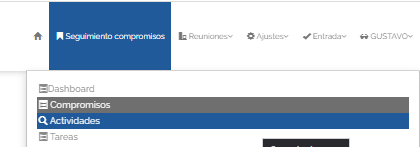 Seguimiento compromisos Reuniones Ajustes Entrada GUSTAVO
Dashboard
Compromisos
Actividades
Tareas